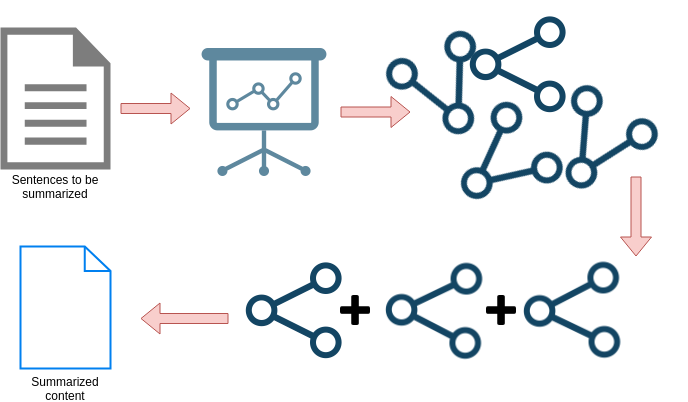 Sentences to be
summarized
Summarized
content